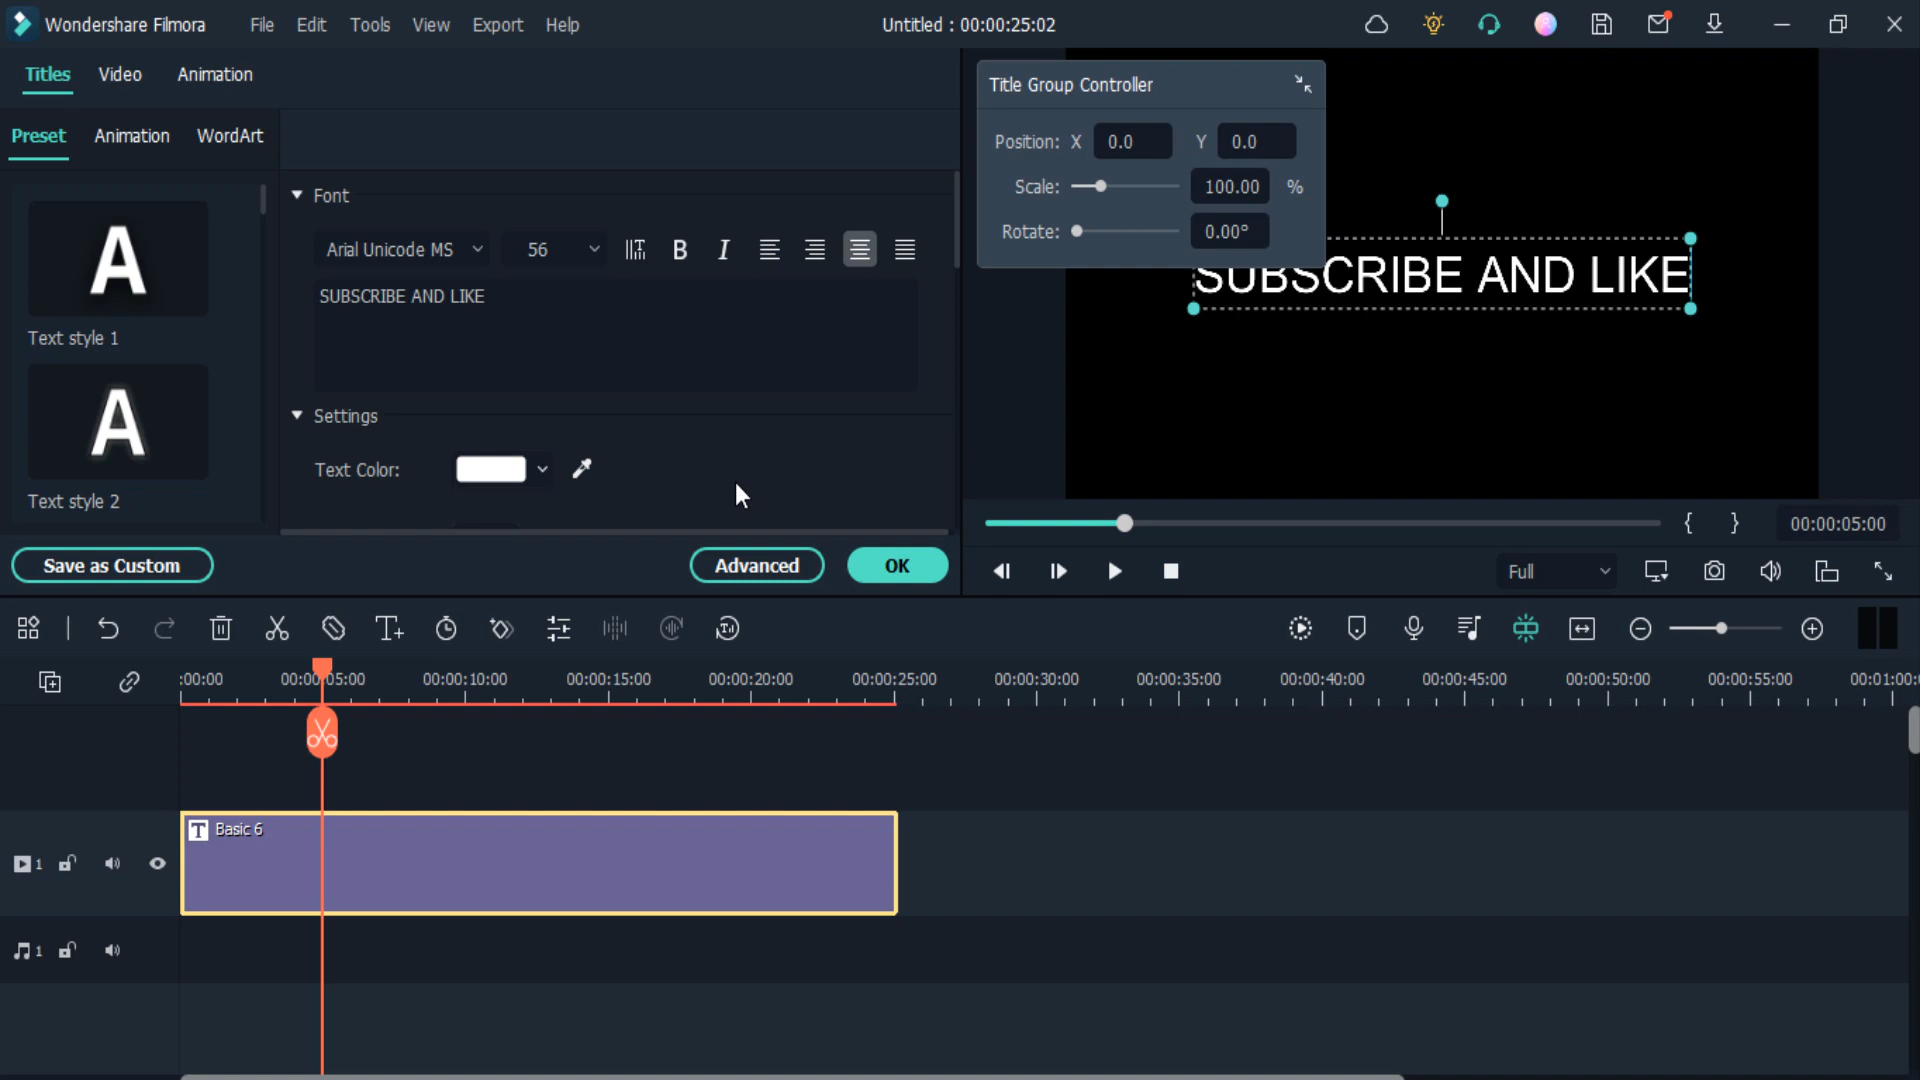 Wondershare Filmora File Edit Tools View Export Help Untitled : 00:00:25:02
Titles Video Animation
Preset Animation WordArt
Font
Arial Unicode MS 56 B I
SUBSCRIBE AND LIKE
A
Text style 1
A
Text style 2
Settings
Text Color:
Save as Custom Advanced OK
Title Group Controller
Position: X 0.0 Y 0.0
Scale: 100.00 %
Rotate: 0.00°
SUBSCRIBE AND LIKE
{ } 00:00:05:00
Full
:00:00 00:00:05:00 00:00:10:00 00:00:15:00 00:00:20:00 00:00:25:00 00:00:30:00 00:00:35:00 00:00:40:00 00:00:45:00 00:00:50:00 00:00:55:00 00:01:00:
T Basic 6
1
1